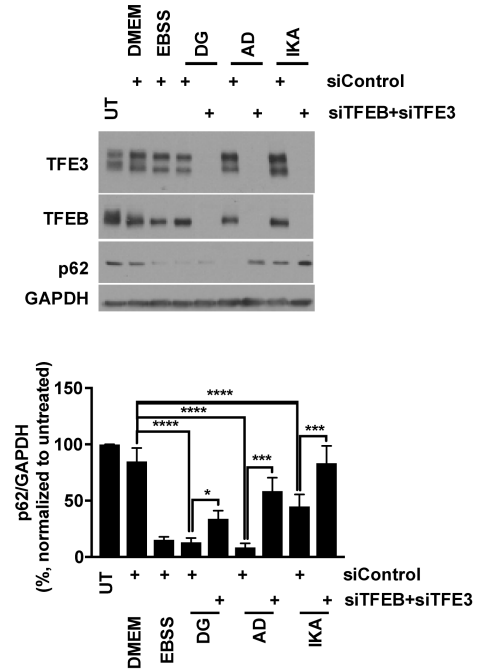 DMEM EBSS DG AD IKA
+ + + + + siControl
UT + + + siTFEB+siTFE3
TFE3
TFEB
p62
GAPDH
p62/GAPDH
(%, normalized to untreated)
150
100
50
0
****
****
****
* *** ***
UT + + + + + siControl
+ + + siTFEB+siTFE3
DMEM EBSS DG AD IKA